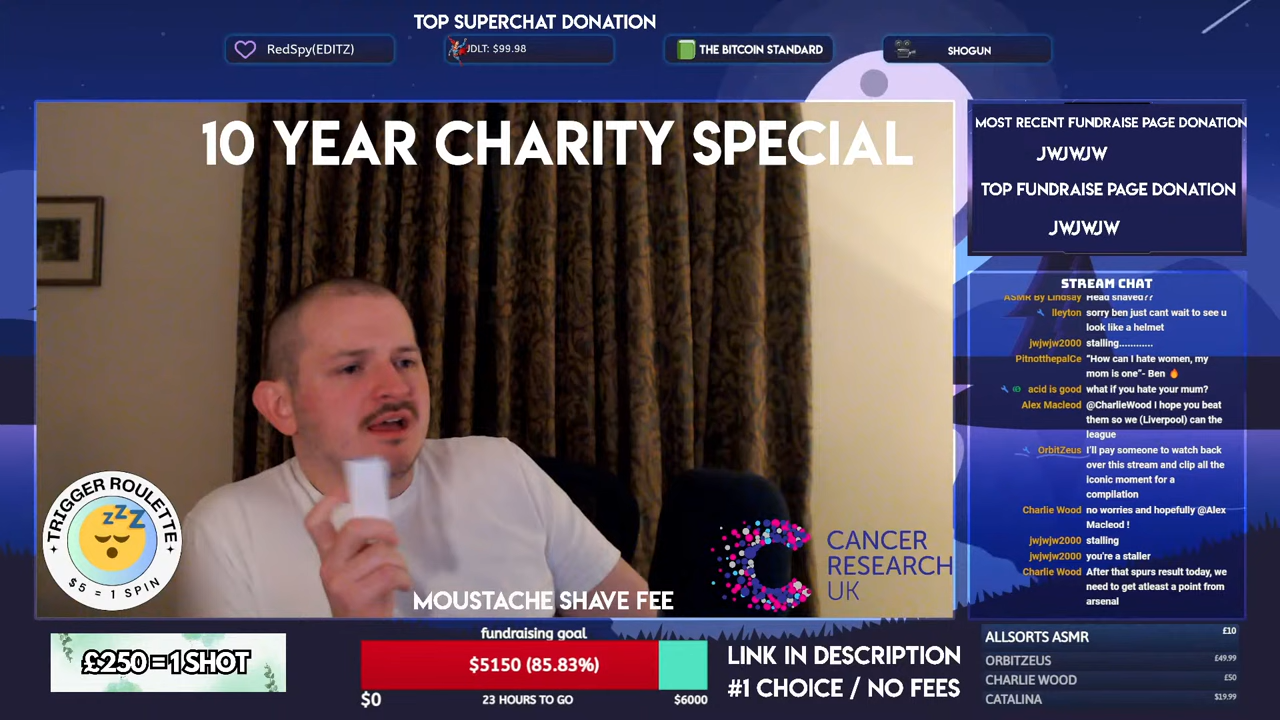 TOP SUPERCHAT DONATION
RedSpy(EDITZ)
JDLT: $99.98
THE BITCOIN STANDARD
SHOGUN
10 YEAR CHARITY SPECIAL
MOST RECENT FUNDRAISE PAGE DONATION
JWJWJW
TOP FUNDRAISE PAGE DONATION
JWJWJW
STREAM CHAT
ASMR By Lindsay Head shaved??
lleyton sorry ben just cant wait to see u
look like a helmet
jwjwjw2000 stalling............
PitnotthepalCe “How can I hate women, my
mom is one”- Ben 🔥
acid is good what if you hate your mum?
Alex Macleod @CharlieWood I hope you beat
them so we (Liverpool) can the
league
OrbitZeus I'll pay someone to watch back
over this stream and clip all the
iconic moment for a
compilation
Charlie Wood no worries and hopefully @Alex
Macleod !
jwjwjw2000 stalling
jwjwjw2000 you're a staller
Charlie Wood After that spurs result today, we
need to get atleast a point from
arsenal
TRIGGER ROULETTE
zzz
$5 = 1 SPIN
CANCER
RESEARCH
UK
MOUSTACHE SHAVE FEE
£250 = 1 SHOT
fundraising goal
$5150 (85.83%)
$0
23 HOURS TO GO
$6000
LINK IN DESCRIPTION
#1 CHOICE / NO FEES
ALLSORTS ASMR £10
ORBITZEUS £49.99
CHARLIE WOOD £50
CATALINA $19.99